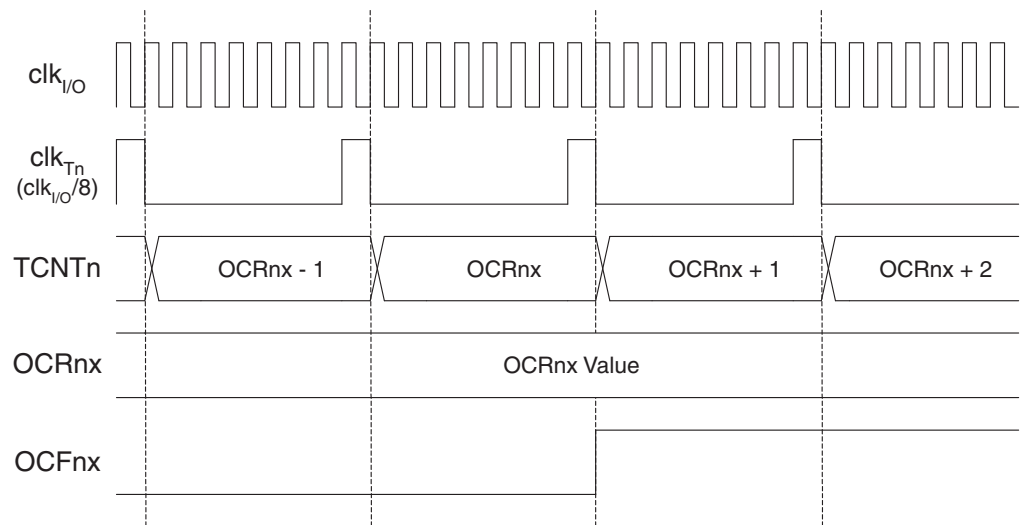 clkI/O
clkTn
(clkI/O/8)
TCNTn
OCRnx - 1
OCRnx
OCRnx + 1
OCRnx + 2
OCRnx
OCRnx Value
OCFnx